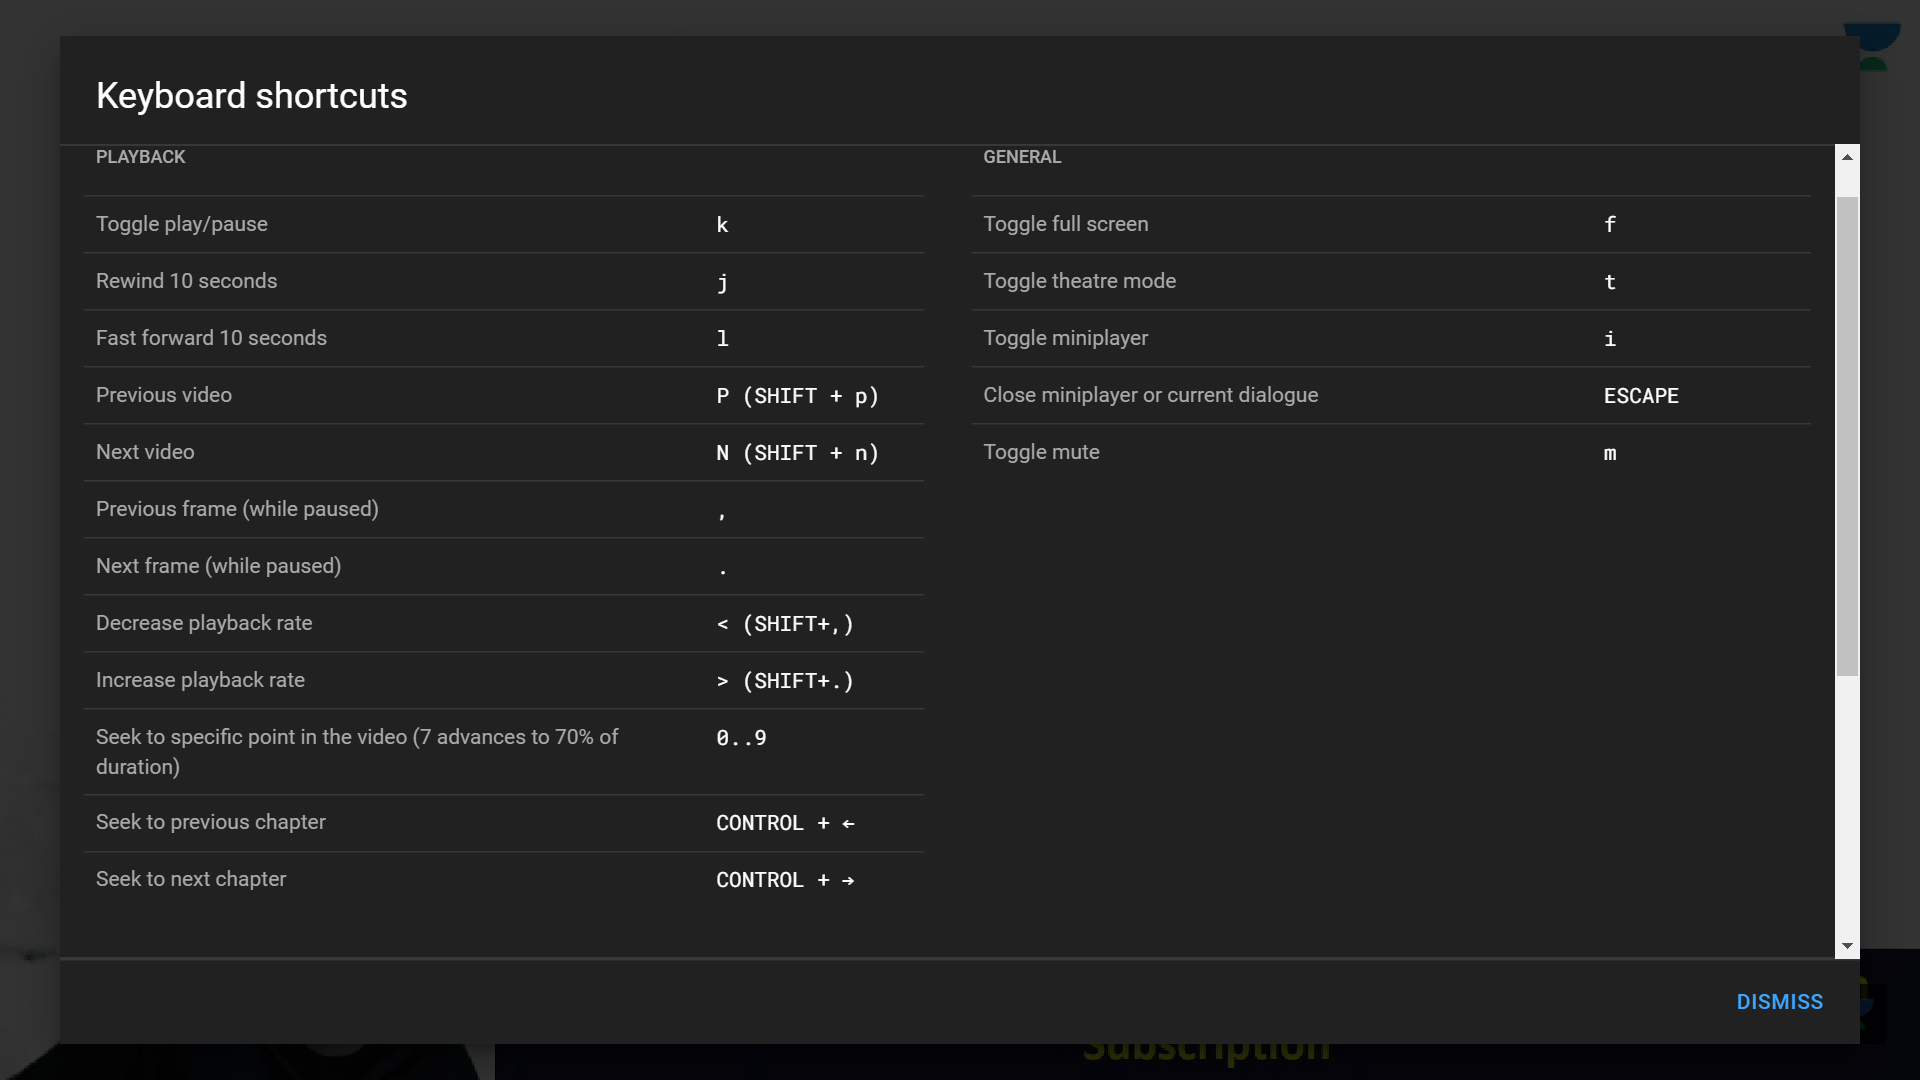 Keyboard shortcuts
PLAYBACK
Toggle play/pause k
Rewind 10 seconds j
Fast forward 10 seconds l
Previous video P (SHIFT + p)
Next video N (SHIFT + n)
Previous frame (while paused) ,
Next frame (while paused) .
Decrease playback rate < (SHIFT+,)
Increase playback rate > (SHIFT+.)
Seek to specific point in the video (7 advances to 70% of 0..9
duration)
Seek to previous chapter CONTROL + ←
Seek to next chapter CONTROL + →
GENERAL
Toggle full screen f
Toggle theatre mode t
Toggle miniplayer i
Close miniplayer or current dialogue ESCAPE
Toggle mute m
DISMISS
Subscription